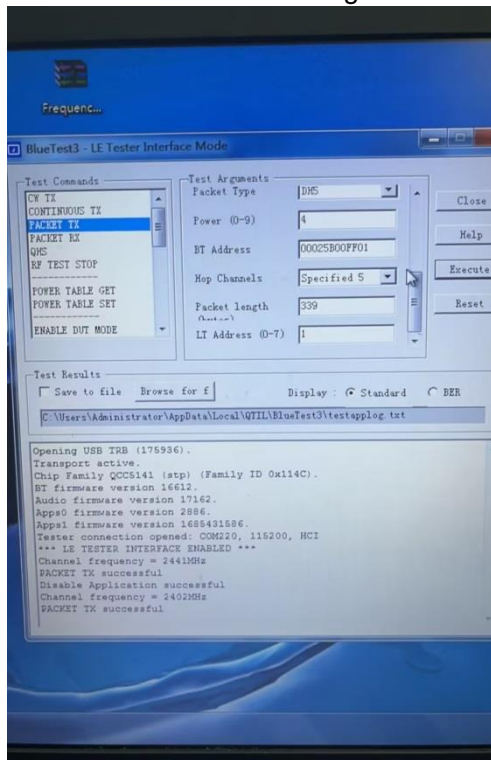 Frequenc...
BlueTest3 - LE Tester Interface Mode
Test Commands
CW TX
CONTINUOUS TX
PACKET TX
PACKET RX
QHS
RF TEST STOP
------------
POWER TABLE GET
POWER TABLE SET
------------
ENABLE DUT MODE
Test Arguments
Packet Type DH5
Power (0-9) 4
BT Address 00025B00FF01
Hop Channels Specified 5
Packet length 339
LT Address (0-7) 1
Close
Help
Execute
Reset
Test Results
Save to file Browse for f Display : Standard BER
C:\Users\Administrator\AppData\Local\QTIL\BlueTest3\testapplog.txt
Opening USB TRB (175936).
Transport active.
Chip Family QCC5141 (stp) (Family ID 0x114C).
BT firmware version 16612.
Audio firmware version 17162.
Apps0 firmware version 2886.
Apps1 firmware version 1685431586.
Tester connection opened: COM220, 115200, HCI
*** LE TESTER INTERFACE ENABLED ***
Channel frequency = 2441MHz
PACKET TX successful
Disable Application successful
Channel frequency = 2402MHz
PACKET TX successful